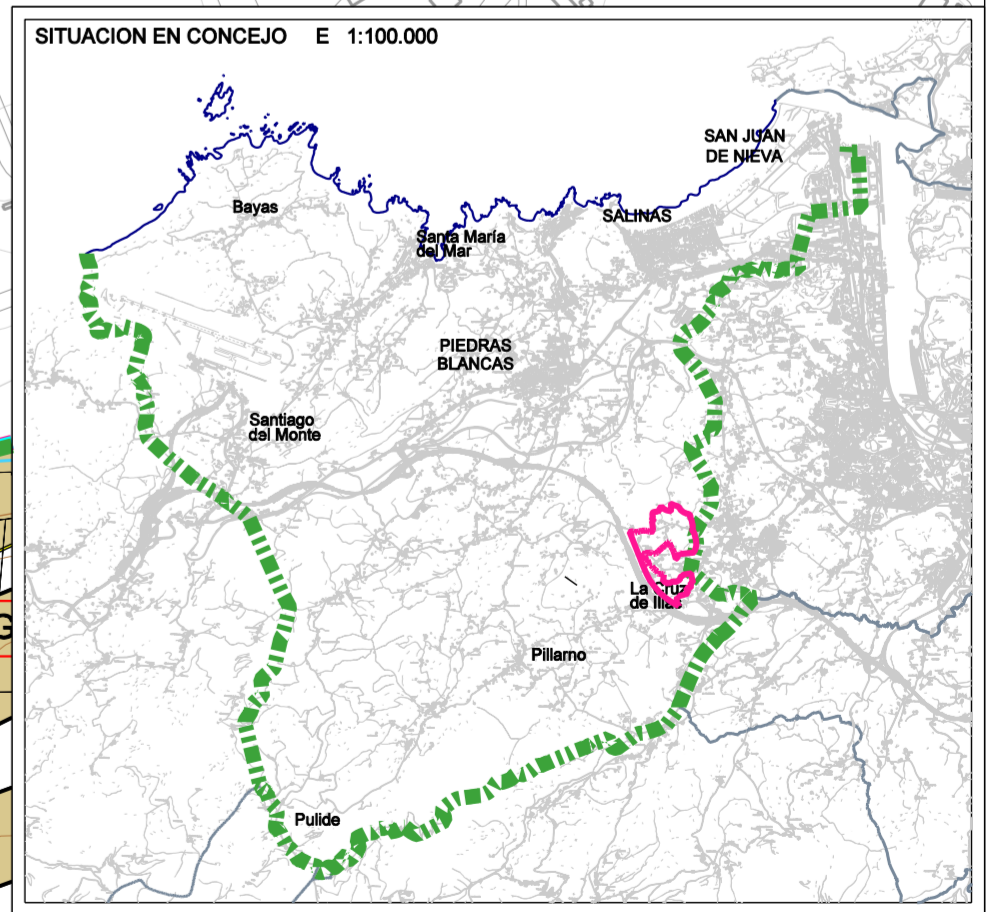 SITUACION EN CONCEJO E 1:100.000
SAN JUAN
DE NIEVA
Bayas
SALINAS
Santa María
del Mar
PIEDRAS
BLANCAS
Santiago
del Monte
La Cruz
de Illas
G
Pillarno
Pulide